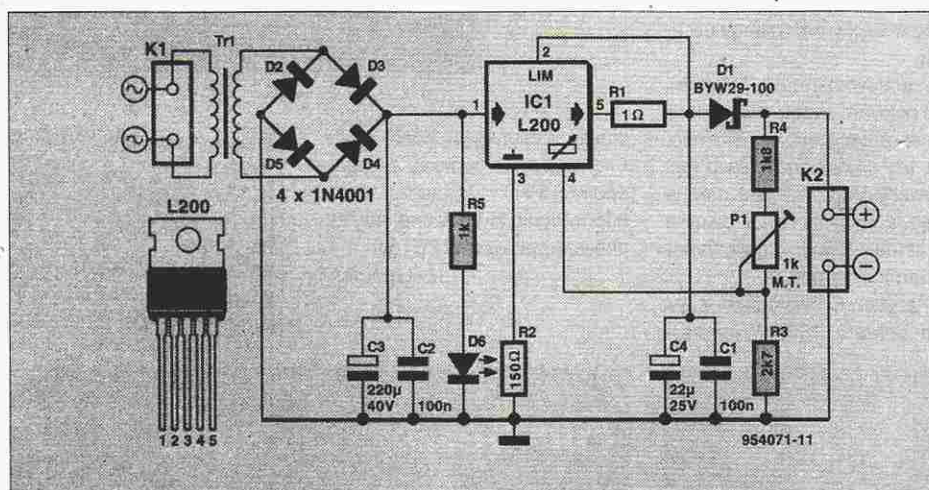 K1
Tr1
D2
D3
D5
D4
4 x 1N4001
2
LIM
IC1
L200
1
5
3
4
R1
1Ω
D1
BYW29-100
R4
1k8
K2
P1
1k
M.T.
+
−
R5
1k
R2
150Ω
D6
R3
2k7
C3
220µ
40V
C2
100n
C4
22µ
25V
C1
100n
L200
1 2 3 4 5
954071-11